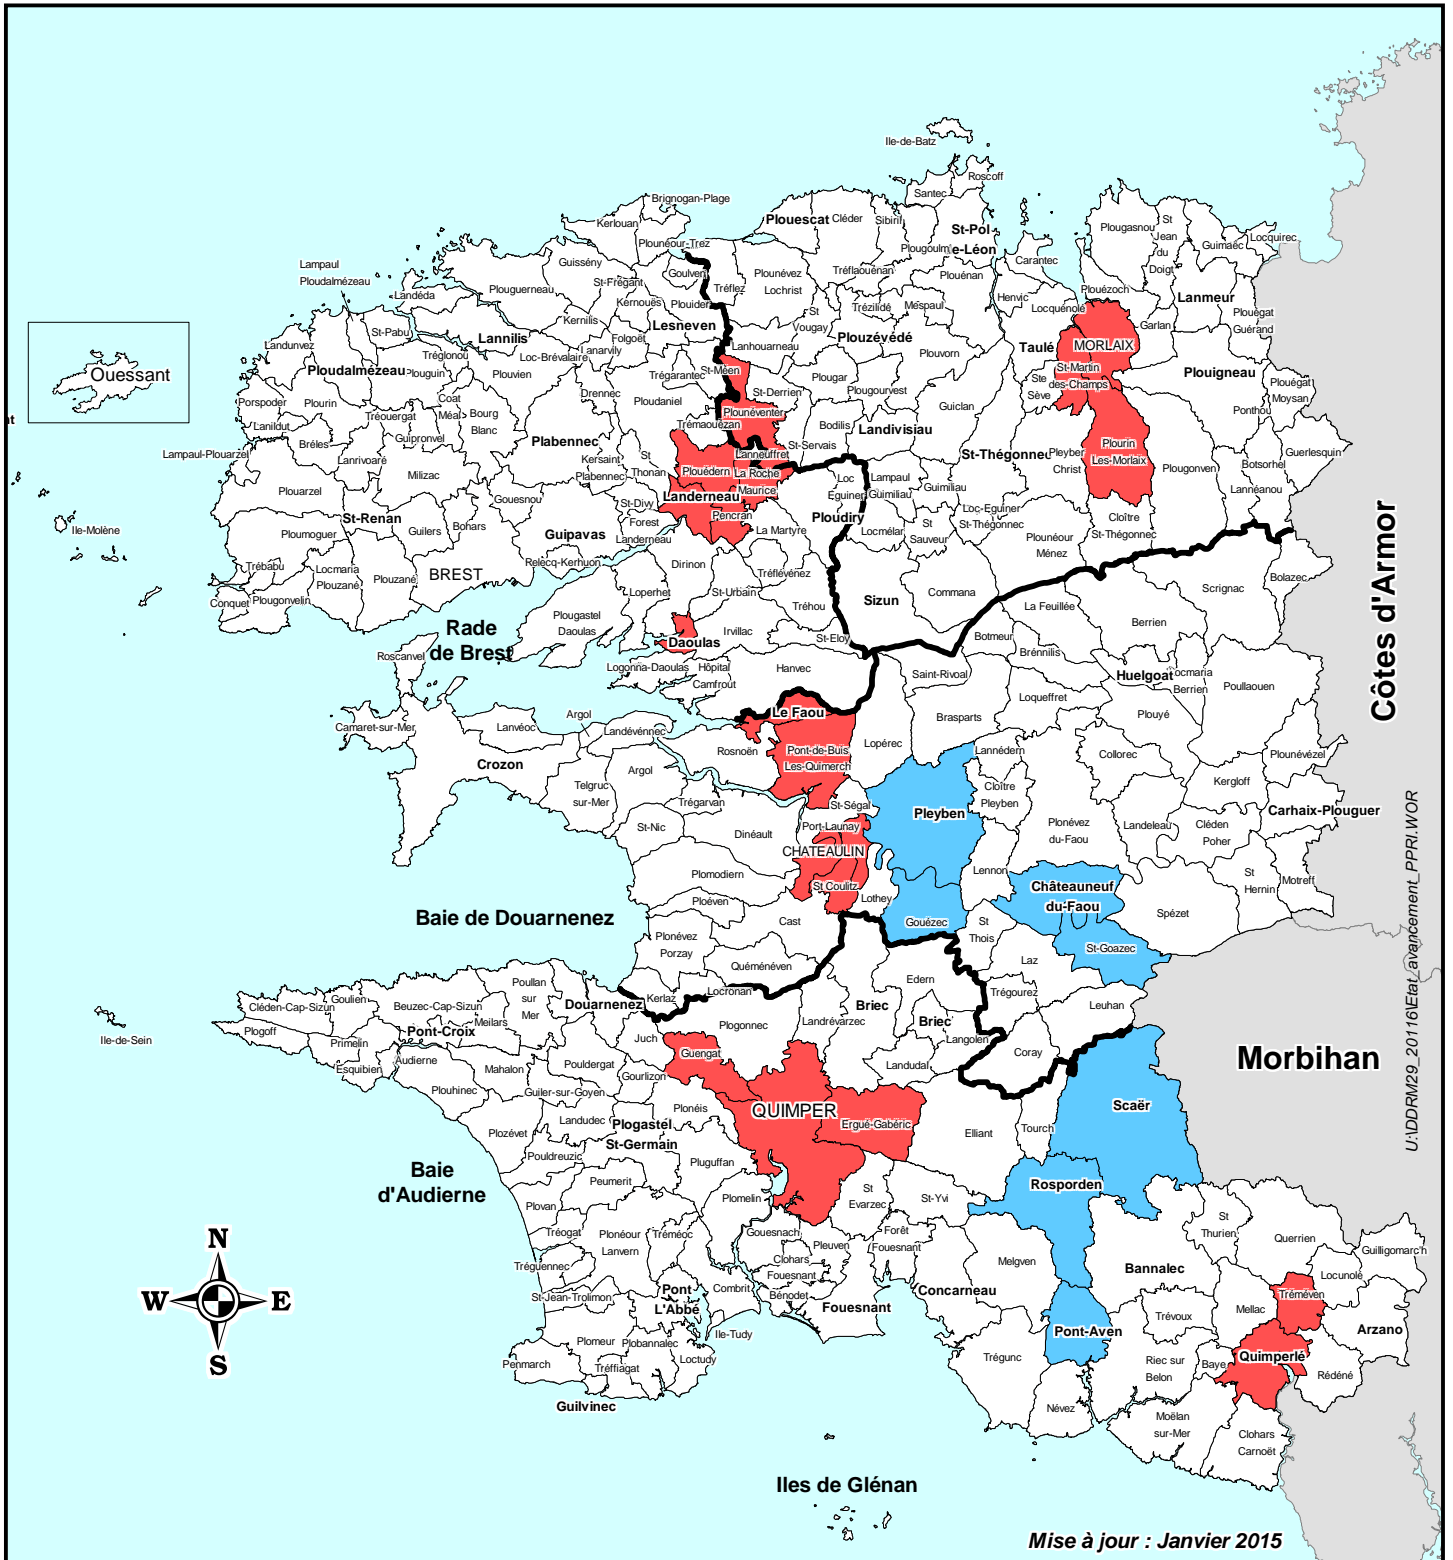 Ile-de-Batz
Roscoff
Santec
Brignogan-Plage
Plouescat
Cléder
Sibiril
St-Pol
e-Léon
Kerlouan
Plounéour-Trez
Plougoulm
Carantec
Plougasnou
St
Jean
du
Doigt
Guimaëc
Locquirec
Guissény
Goulven
Plounévez
Lochrist
Tréflaouénan
Plouénan
Lampaul
Ploudalmézeau
Landéda
Plouguerneau
St-Frégant
Kernouës
Plouider
Tréflez
Trézilidé
Mespaul
Henvic
Locquénolé
Plouézoch
Lanmeur
Plouégat
Guérand
Kernilis
Lesneven
St
Vougay
Plouzévédé
St-Pabu
Lannilis
Folgoët
Lanhouarneau
Plouvorn
Taulé
MORLAIX
Garlan
Landunvez
Tréglonou
Loc-Brévalaire
Lanarvily
Ouessant
Ploudalmézeau
Plouguin
Plouvien
Trégarantec
St-Méen
Plougar
Plougourvest
St-Martin
des-Champs
Ste
Sève
Plouigneau
Plouégat
Moysan
Porspoder
Plourin
Coat
Méal
Drennec
Ploudaniel
St-Derrien
Guiclan
Ponthou
Lanildut
Tréouergat
Bourg
Blanc
Plounéventer
Bodilis
Landivisiau
Brélès
Guipronvel
Plabennec
Trémaouézan
St-Servais
Plourin
Les-Morlaix
Guerlesquin
Lampaul-Plouarzel
Lanrivoaré
Milizac
Kersaint
Plabennec
St
Thonan
Lanneuffret
St-Thégonnec
Pleyber
Christ
Botsorhel
Plouédern
La Roche
Maurice
Loc
Eguiner
Lampaul
Guimiliau
Guimiliau
Plougonven
Lannéanou
Plouarzel
Gouesnou
St-Divy
Landerneau
Pencran
Ploudiry
Loc-Eguiner
St-Thégonnec
Cloître
St-Thégonnec
St-Renan
Guilers
Bohars
Guipavas
Forest
Landerneau
La Martyre
Locmélar
St
Sauveur
Plounéour
Ménez
Ile-Molène
Ploumoguer
Relecq-Kerhuon
Dirinon
Tréflévénez
Trébabu
Locmaria
Plouzané
Plouzané
BREST
Loperhet
St-Urbain
Tréhou
Sizun
Commana
Scrignac
Bolazec
Conquet
Plougonvelin
Plougastel
Daoulas
La Feuillée
Berrien
Rade
de Brest
Daoulas
Irvillac
St-Eloy
Botmeur
Brénnilis
Roscanvel
Logonna-Daoulas
Hôpital
Camfrout
Hanvec
Saint-Rivoal
Loqueffret
Huelgoat
ocmaria
Berrien
Poullaouen
Côtes d'Armor
Camaret-sur-Mer
Lanvéoc
Argol
Landévénnec
Le Faou
Brasparts
Plouyé
Crozon
Rosnoën
Pont-de-Buis
Les-Quimerch
Lopérec
Lannédern
Collorec
Plounévézel
Telgruc
sur-Mer
Argol
Trégarvan
Cloître
Pleyben
Kergloff
St-Nic
Dinéault
St-Ségal
Port-Launay
Pleyben
Plonévez
du-Faou
Landeleau
Cléden
Poher
Carhaix-Plouguer
CHATEAULIN
Plomodiern
St Coulitz
Lothey
Lennon
Châteauneuf
du-Faou
St
Hernin
Motreff
Ploéven
Baie de Douarnenez
Cast
Gouézec
St
Thois
Spézet
Plonévez
Porzay
Quéménéven
Laz
St-Goazec
Edern
Trégourez
Leuhan
Poullan
sur
Mer
Douarnenez
Kerlaz
Locronan
Briec
Cléden-Cap-Sizun
Goulien
Beuzec-Cap-Sizun
Meilars
Landrévarzec
Briec
Ile-de-Sein
Plogoff
Primelin
Esquibien
Pont-Croix
Audierne
Juch
Plogonnec
Langolen
Coray
Guengat
Landudal
Morbihan
Plouhinec
Mahalon
Pouldergat
Gourlizon
Guiler-sur-Goyen
Plozévet
Landudec
Plogastel
St-Germain
Plonéis
QUIMPER
Ergué-Gabéric
Elliant
Tourch
Scaër
U:\DDRM29_20116\Etat_avancement_PPRI.WOR
Pouldreuzic
Baie
d'Audierne
Peumerit
Pluguffan
Plomelin
St
Evarzec
St-Yvi
Rosporden
Plovan
Tréogat
Plonéour
Lanvern
Tréméoc
Gouesnach
Pleuven
Forêt
Fouesnant
St
Thurien
Querrien
Guilligomarc'h
Tréguennec
Clohars
Fouesnant
Melgven
Bannalec
Locunolé
St-Jean-Trolimon
Pont
L'Abbé
Combrit
Bénodet
Fouesnant
Concarneau
Trévoux
Mellac
Tréméven
N
W
E
S
Plomeur
Plobannalec
Ile-Tudy
Pont-Aven
Arzano
Penmarch
Tréffiagat
Loctudy
Trégunc
Riec sur
Belon
Baye
Quimperlé
Rédéné
Guilvinec
Névez
Moëlan
sur-Mer
Clohars
Carnoët
Iles de Glénan
Mise à jour : Janvier 2015